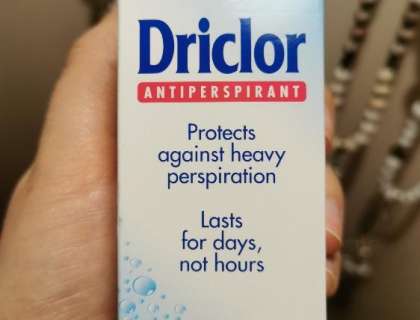 Driclor
ANTIPERSPIRANT
Protects
against heavy
perspiration
Lasts
for days,
not hours